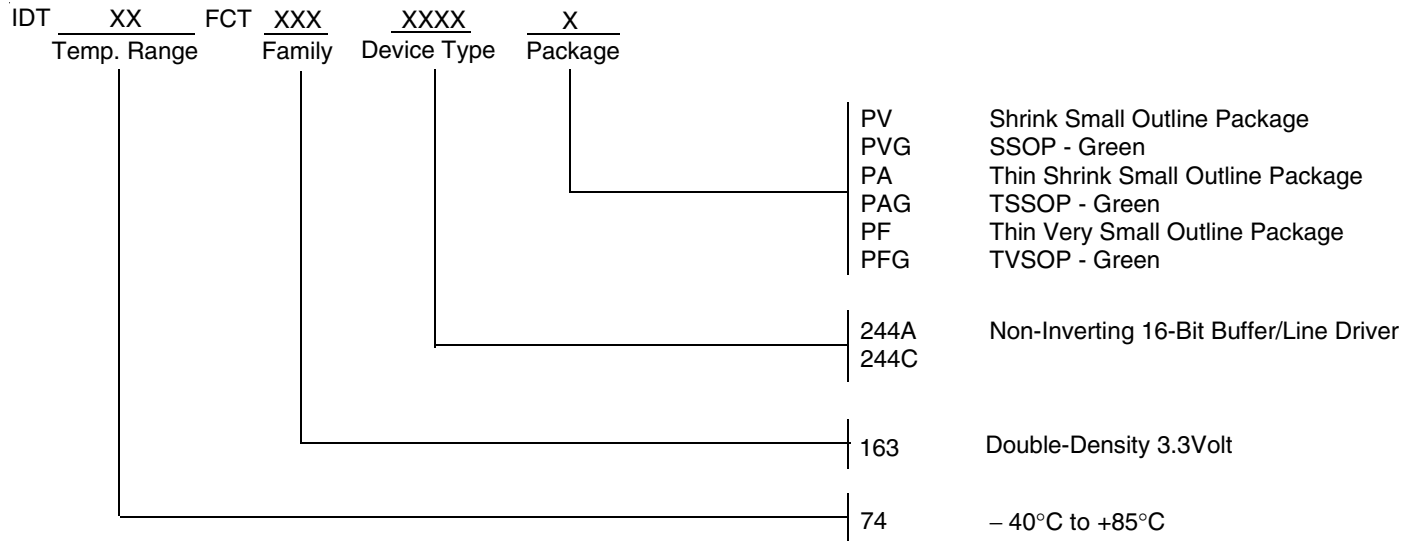 IDT XX FCT XXX XXXX X
Temp. Range Family Device Type Package
PV Shrink Small Outline Package
PVG SSOP - Green
PA Thin Shrink Small Outline Package
PAG TSSOP - Green
PF Thin Very Small Outline Package
PFG TVSOP - Green
244A Non-Inverting 16-Bit Buffer/Line Driver
244C
163 Double-Density 3.3Volt
74 – 40°C to +85°C